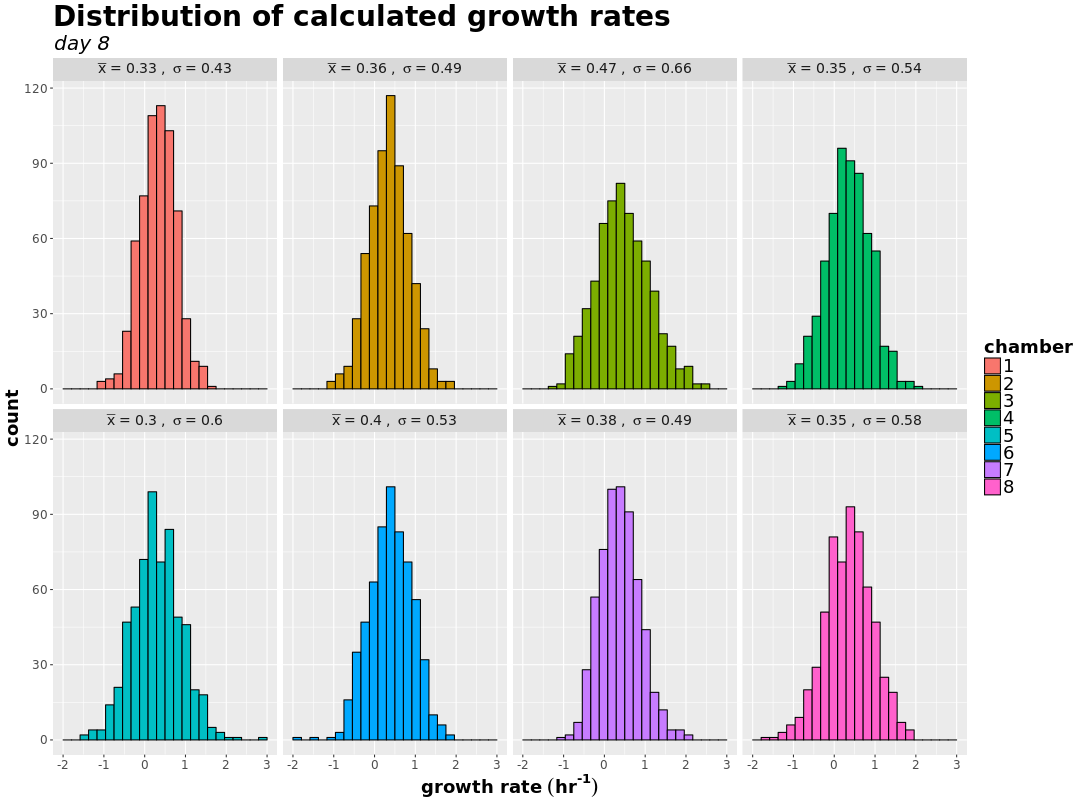 Distribution of calculated growth rates
day 8
x̅ = 0.33 , σ = 0.43
x̅ = 0.36 , σ = 0.49
x̅ = 0.47 , σ = 0.66
x̅ = 0.35 , σ = 0.54
120
90
60
30
0
x̅ = 0.3 , σ = 0.6
x̅ = 0.4 , σ = 0.53
x̅ = 0.38 , σ = 0.49
x̅ = 0.35 , σ = 0.58
120
90
60
30
0
-2 -1 0 1 2 3
-2 -1 0 1 2 3
-2 -1 0 1 2 3
-2 -1 0 1 2 3
count
growth rate (hr⁻¹)
chamber
1
2
3
4
5
6
7
8